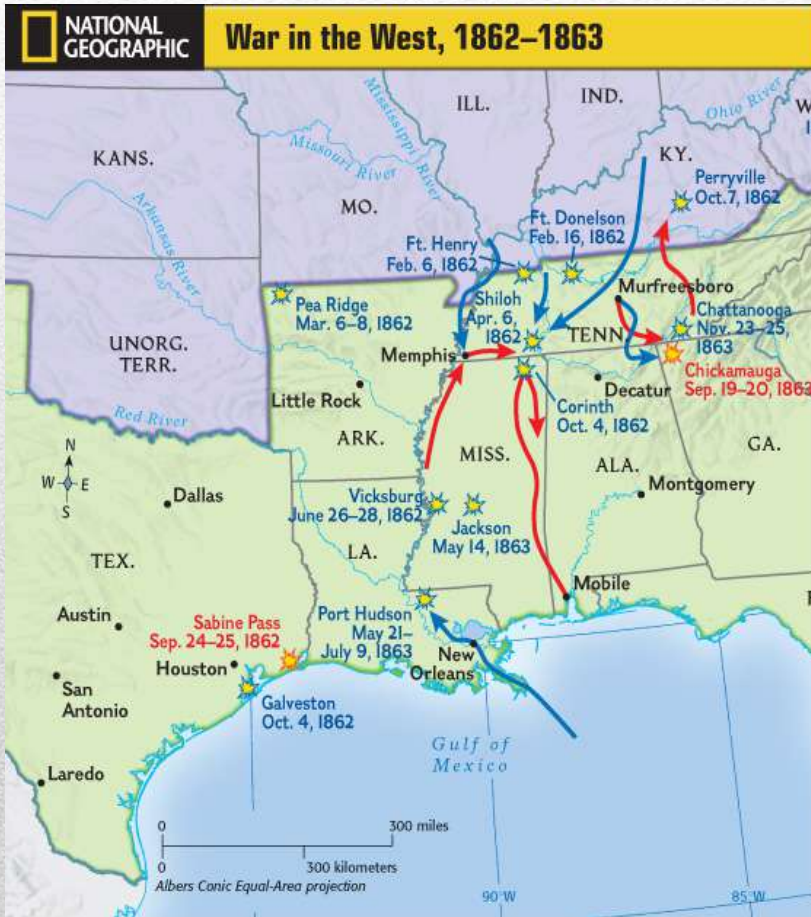 NATIONAL
GEOGRAPHIC
War in the West, 1862–1863
ILL.
IND.
Ohio River
W
KANS.
Mississippi River
Missouri River
KY.
Perryville
Oct. 7, 1862
MO.
Arkansas River
Ft. Donelson
Feb. 16, 1862
Ft. Henry
Feb. 6, 1862
Murfreesboro
Pea Ridge
Mar. 6–8, 1862
Shiloh
Apr. 6,
1862
Chattanooga
Nov. 23–25,
1863
UNORG.
TERR.
TENN.
Memphis
Chickamauga
Sep. 19–20, 1863
Little Rock
Decatur
Corinth
Oct. 4, 1862
Red River
ARK.
MISS.
ALA.
GA.
N
W
E
S
Dallas
Vicksburg
June 26–28, 1862
Jackson
May 14, 1863
Montgomery
LA.
TEX.
Mobile
Austin
Sabine Pass
Sep. 24–25, 1862
Port Hudson
May 21–
July 9, 1863
Houston
New
Orleans
San
Antonio
Galveston
Oct. 4, 1862
Gulf of
Mexico
Laredo
0
300 miles
0
300 kilometers
Albers Conic Equal-Area projection
90°W
85°W